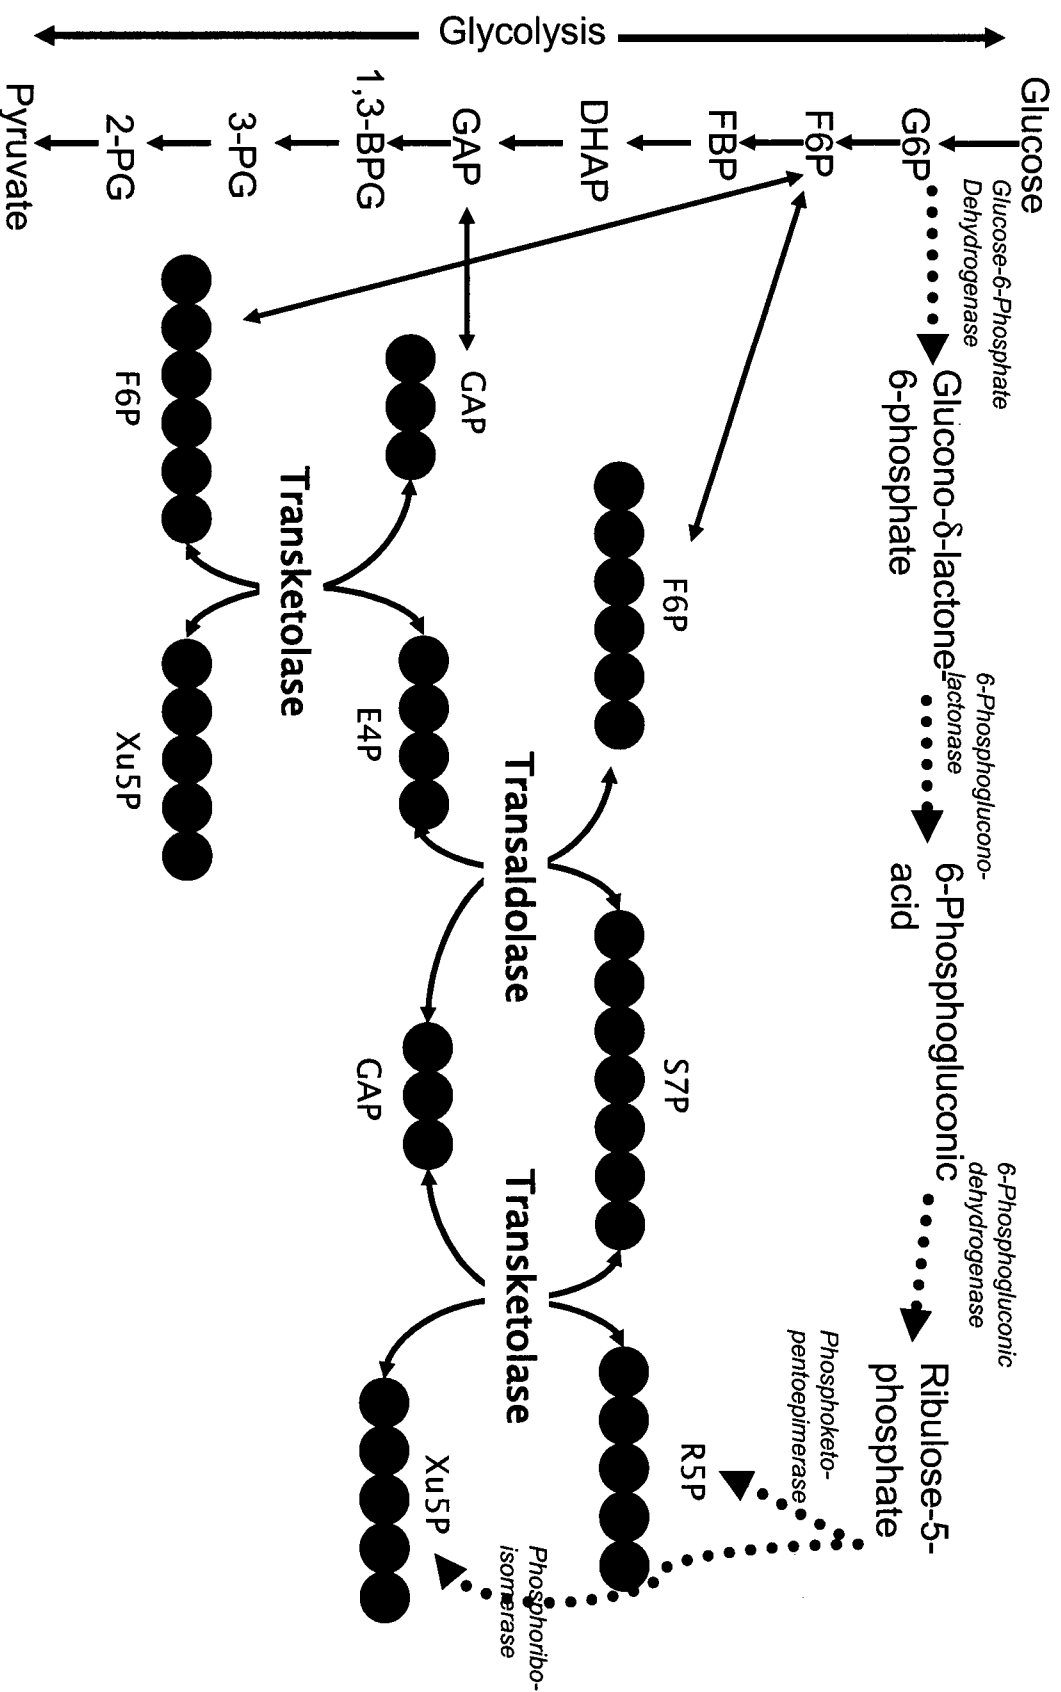 Glycolysis
Glucose
G6P
F6P
FBP
DHAP
GAP
1,3-BPG
3-PG
2-PG
Pyruvate
Glucose-6-Phosphate
Dehydrogenase
Glucono-δ-lactone-
6-phosphate
6-Phosphoglucono-
lactonase
6-Phosphogluconic
acid
6-Phosphogluconic
dehydrogenase
Ribulose-5-
phosphate
Phosphoketo-
pentoepimerase
Phosphoribo-
isomerase
F6P
S7P
R5P
Transaldolase
Transketolase
GAP
E4P
GAP
Xu5P
Transketolase
F6P
Xu5P